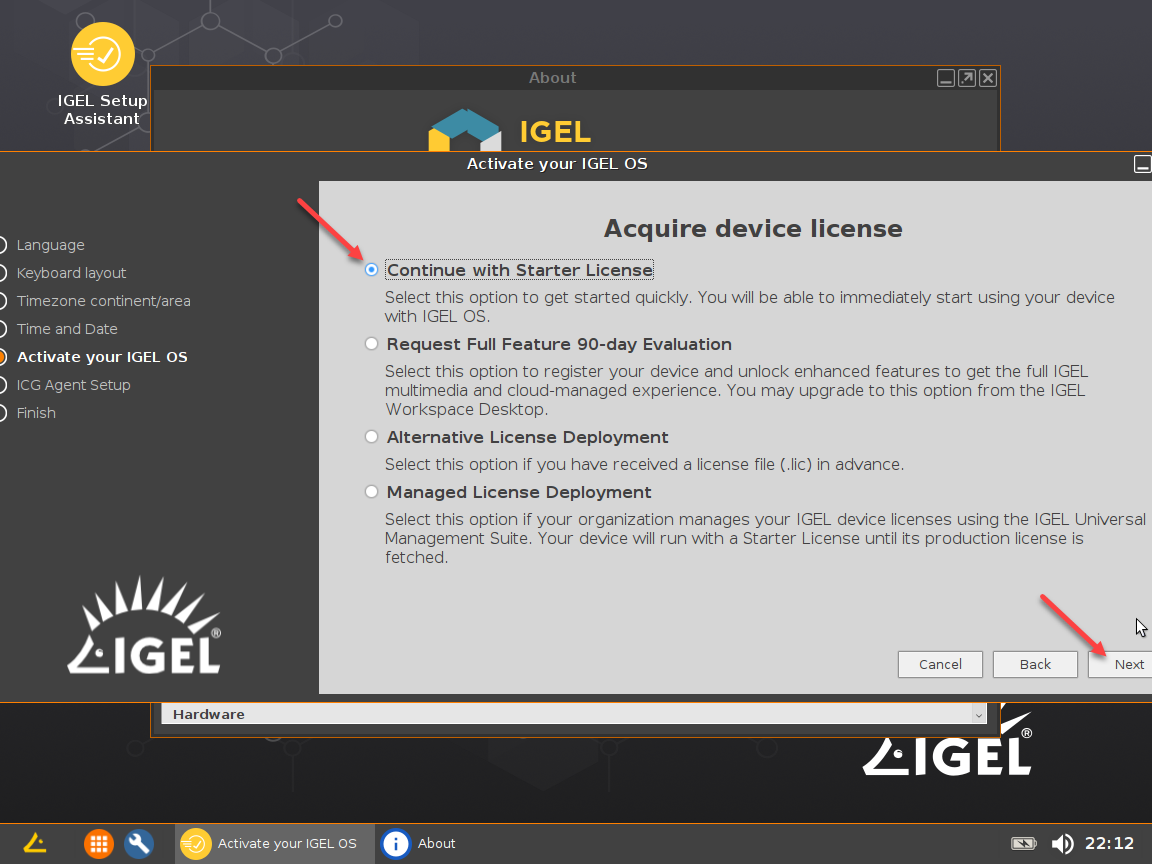 IGEL Setup
Assistant
About
IGEL
Activate your IGEL OS
Language
Keyboard layout
Timezone continent/area
Time and Date
Activate your IGEL OS
ICG Agent Setup
Finish
IGEL®
Acquire device license
Continue with Starter License
Select this option to get started quickly. You will be able to immediately start using your device
with IGEL OS.
Request Full Feature 90-day Evaluation
Select this option to register your device and unlock enhanced features to get the full IGEL
multimedia and cloud-managed experience. You may upgrade to this option from the IGEL
Workspace Desktop.
Alternative License Deployment
Select this option if you have received a license file (.lic) in advance.
Managed License Deployment
Select this option if your organization manages your IGEL device licenses using the IGEL Universal
Management Suite. Your device will run with a Starter License until its production license is
fetched.
Cancel
Back
Next
Hardware
IGEL®
Activate your IGEL OS
About
22:12